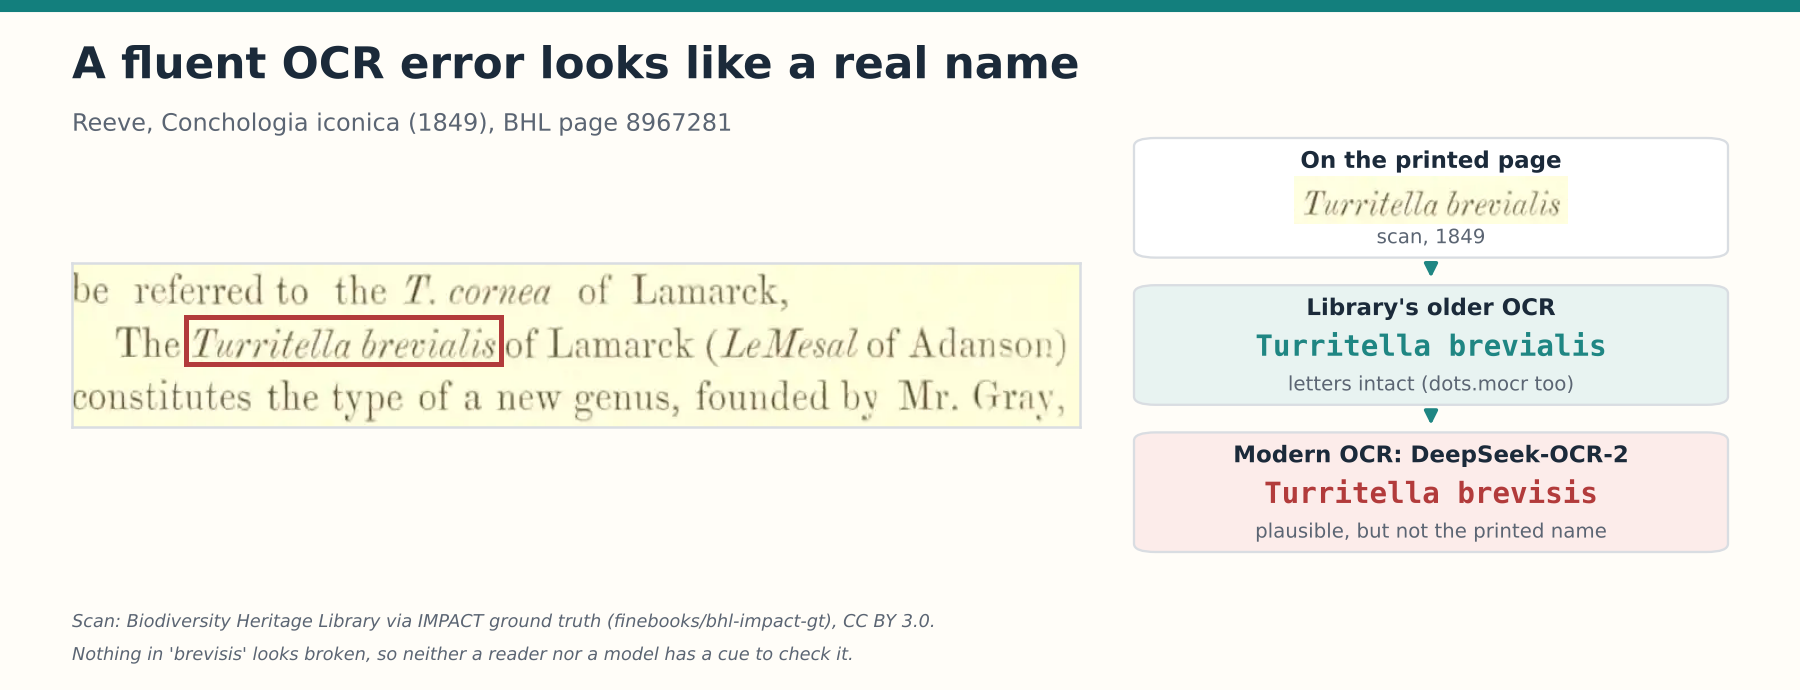 A fluent OCR error looks like a real name
Reeve, Conchologia iconica (1849), BHL page 8967281
be referred to the T. cornea of Lamarck,
The Turritella brevialis of Lamarck (Le Mesal of Adanson)
constitutes the type of a new genus, founded by Mr. Gray,
On the printed page
Turritella brevialis
scan, 1849
Library's older OCR
Turritella brevialis
letters intact (dots.mocr too)
Modern OCR: DeepSeek-OCR-2
Turritella brevisis
plausible, but not the printed name
Scan: Biodiversity Heritage Library via IMPACT ground truth (finebooks/bhl-impact-gt), CC BY 3.0.
Nothing in 'brevisis' looks broken, so neither a reader nor a model has a cue to check it.